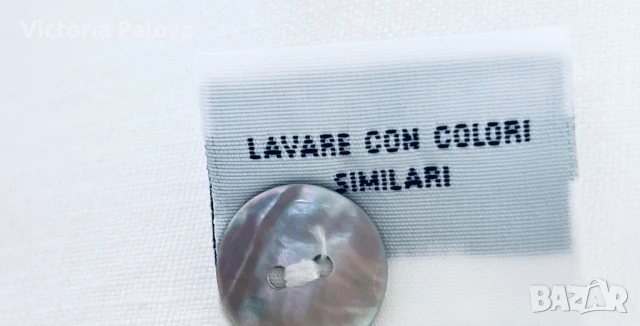 Victoria Palova
LAVARE CON COLORI
SIMILARI
BAZAR